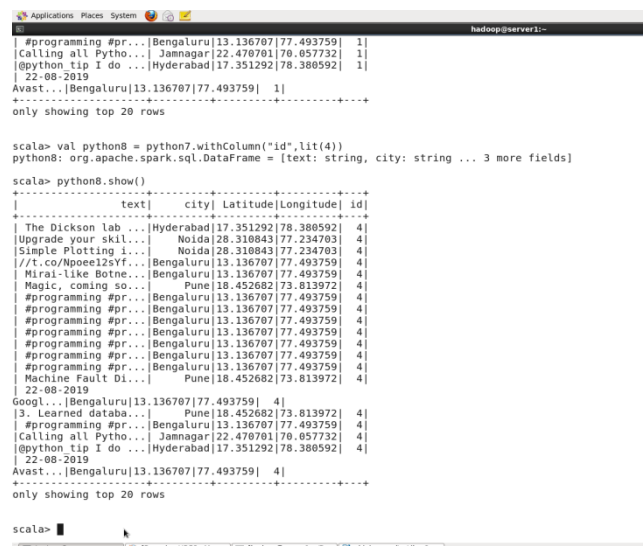 Applications Places System
hadoop@server1:~
| #programming #pr...|Bengaluru|13.136707|77.493759| 1|
|Calling all Pytho...| Jamnagar|22.470701|70.057732| 1|
|@python_tip I do ...|Hyderabad|17.351292|78.380592| 1|
| 22-08-2019
Avast...|Bengaluru|13.136707|77.493759| 1|
+--------------------+---------+---------+---------+---+
only showing top 20 rows
scala> val python8 = python7.withColumn("id",lit(4))
python8: org.apache.spark.sql.DataFrame = [text: string, city: string ... 3 more fields]
scala> python8.show()
+--------------------+---------+---------+---------+---+
| text| city| Latitude|Longitude| id|
+--------------------+---------+---------+---------+---+
| The Dickson lab ...|Hyderabad|17.351292|78.380592| 4|
|Upgrade your skil...| Noida|28.310843|77.234703| 4|
|Simple Plotting i...| Noida|28.310843|77.234703| 4|
|//t.co/Npoee12sYf...|Bengaluru|13.136707|77.493759| 4|
| Mirai-like Botne...|Bengaluru|13.136707|77.493759| 4|
| Magic, coming so...| Pune|18.452682|73.813972| 4|
| #programming #pr...|Bengaluru|13.136707|77.493759| 4|
| #programming #pr...|Bengaluru|13.136707|77.493759| 4|
| #programming #pr...|Bengaluru|13.136707|77.493759| 4|
| #programming #pr...|Bengaluru|13.136707|77.493759| 4|
| #programming #pr...|Bengaluru|13.136707|77.493759| 4|
| #programming #pr...|Bengaluru|13.136707|77.493759| 4|
| #programming #pr...|Bengaluru|13.136707|77.493759| 4|
| Machine Fault Di...| Pune|18.452682|73.813972| 4|
| 22-08-2019
Googl...|Bengaluru|13.136707|77.493759| 4|
|3. Learned databa...| Pune|18.452682|73.813972| 4|
| #programming #pr...|Bengaluru|13.136707|77.493759| 4|
|Calling all Pytho...| Jamnagar|22.470701|70.057732| 4|
|@python_tip I do ...|Hyderabad|17.351292|78.380592| 4|
| 22-08-2019
Avast...|Bengaluru|13.136707|77.493759| 4|
+--------------------+---------+---------+---------+---+
only showing top 20 rows
scala>